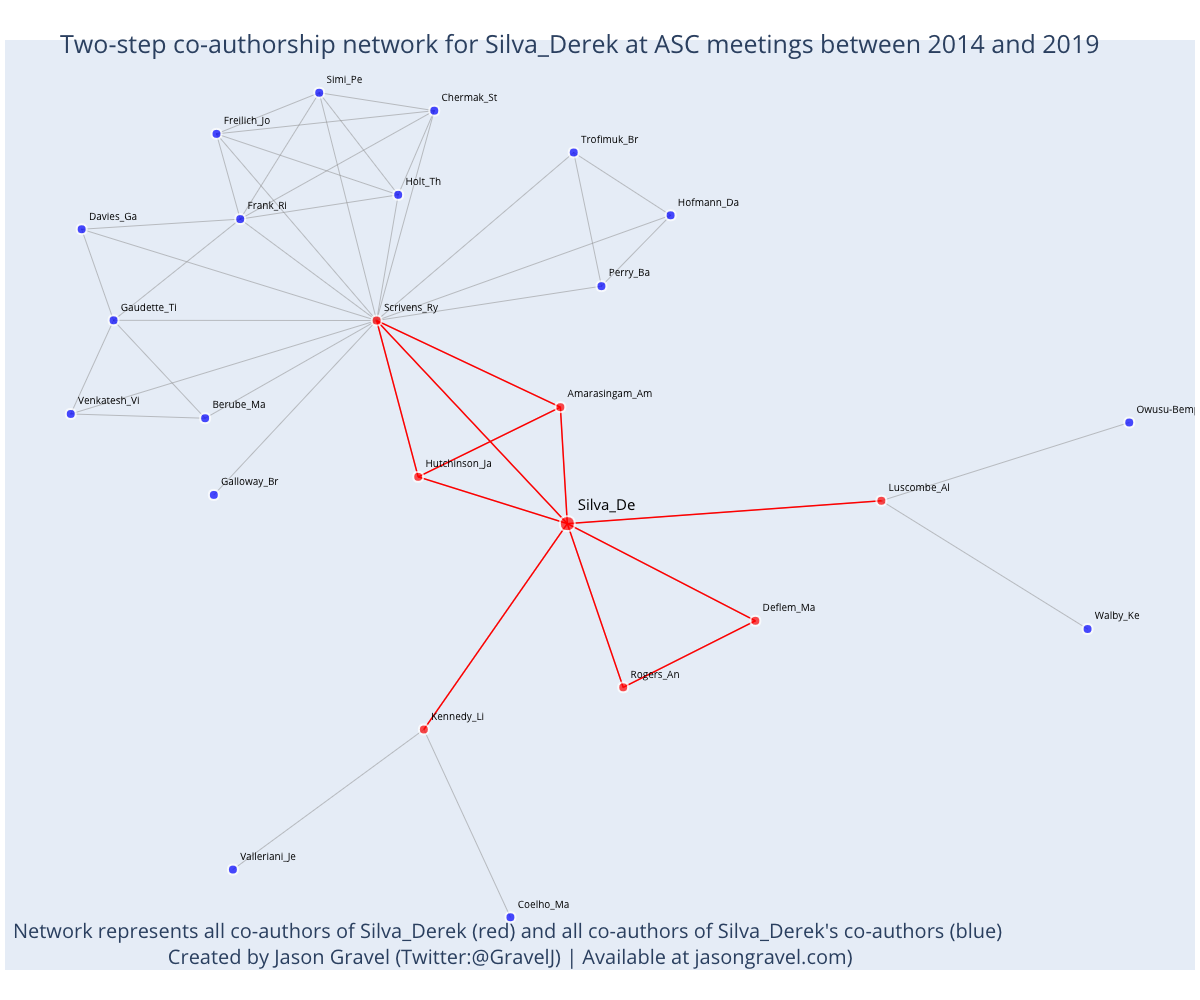 Two-step co-authorship network for Silva_Derek at ASC meetings between 2014 and 2019
Simi_Pe
Chermak_St
Freilich_Jo
Trofimuk_Br
Holt_Th
Hofmann_Da
Frank_Ri
Davies_Ga
Perry_Ba
Gaudette_Ti
Scrivens_Ry
Amarasingam_Am
Venkatesh_Vi
Berube_Ma
Owusu-Bemp
Hutchinson_Ja
Galloway_Br
Luscombe_Al
Silva_De
Deflem_Ma
Walby_Ke
Rogers_An
Kennedy_Li
Valleriani_Je
Coelho_Ma
Network represents all co-authors of Silva_Derek (red) and all co-authors of Silva_Derek's co-authors (blue)
Created by Jason Gravel (Twitter:@GravelJ) | Available at jasongravel.com)